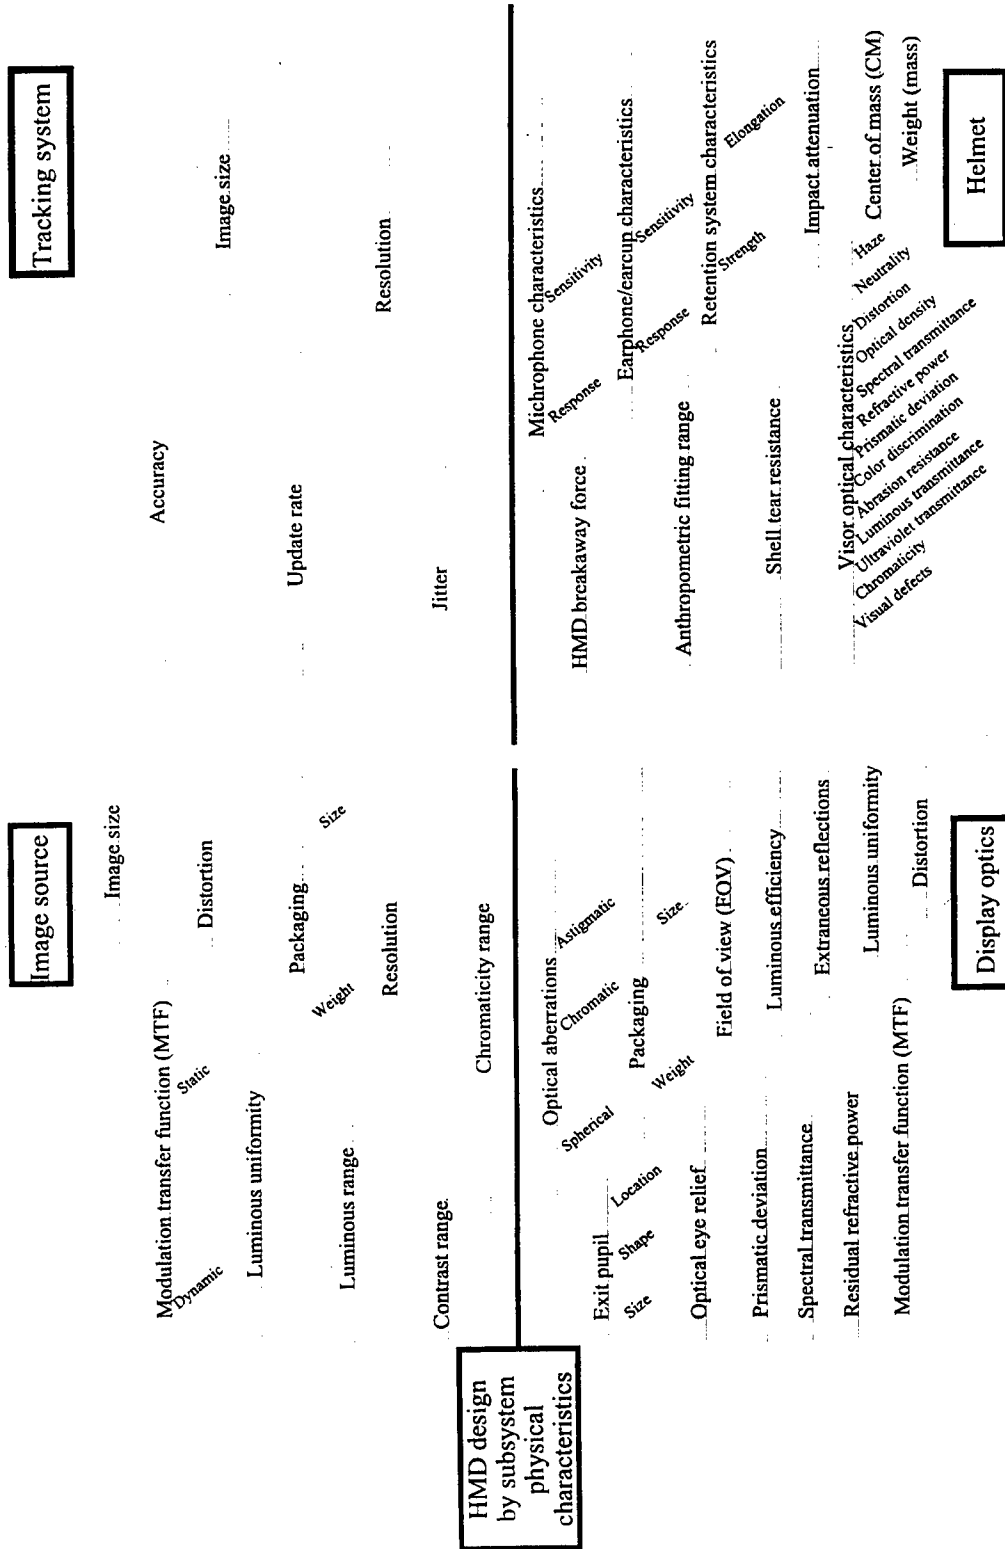 Image source
Image size
Modulation transfer function (MTF)
Dynamic
Static
Distortion
Luminous uniformity
Packaging
Weight
Size
Luminous range
Resolution
Contrast range
Chromaticity range
Tracking system
Accuracy
Image size
Update rate
Resolution
Jitter
HMD design
by subsystem
physical
characteristics
Optical aberrations
Spherical
Chromatic
Astigmatic
Exit pupil
Size
Shape
Location
Packaging
Weight
Size
Optical eye relief
Field of view (FOV)
Prismatic deviation
Luminous efficiency
Spectral transmittance
Extraneous reflections
Residual refractive power
Luminous uniformity
Modulation transfer function (MTF)
Distortion
Display optics
Michrophone characteristics
Response
Sensitivity
HMD breakaway force
Earphone/earcup characteristics
Response
Sensitivity
Anthropometric fitting range
Retention system characteristics
Strength
Elongation
Shell tear resistance
Impact attenuation
Visor optical characteristics
Visual defects
Chromaticity
Ultraviolet transmittance
Luminous transmittance
Abrasion resistance
Color discrimination
Prismatic deviation
Refractive power
Spectral transmittance
Optical density
Distortion
Neutrality
Haze
Center of mass (CM)
Weight (mass)
Helmet